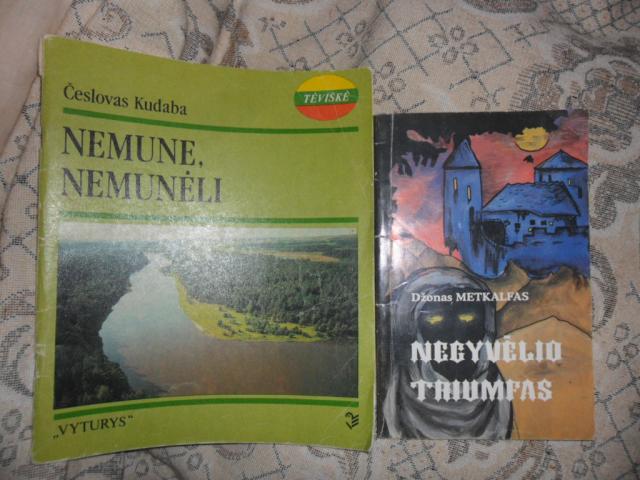 Česlovas Kudaba
TĖVIŠKĖ
NEMUNE,
NEMUNĖLI
„VYTURYS“
Džonas METKALFAS
NEGYVĖLIO
TRIUMFAS